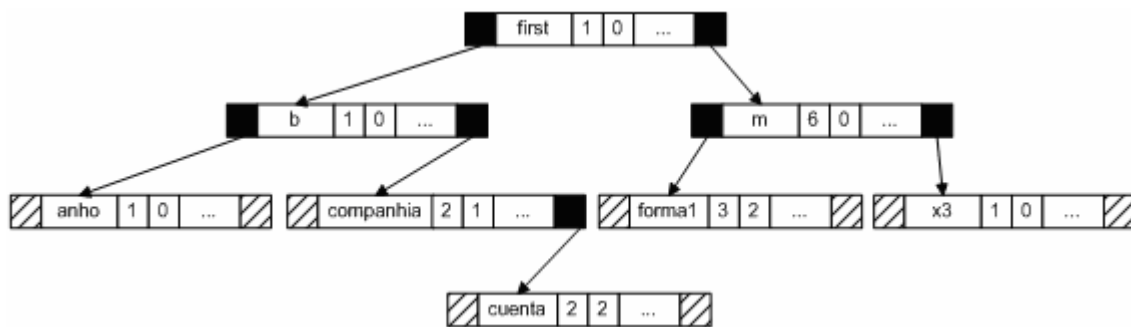 first 1 0 ...
b 1 0 ... m 6 0 ...
anho 1 0 ... companhia 2 1 ... forma1 3 2 ... x3 1 0 ...
cuenta 2 2 ...